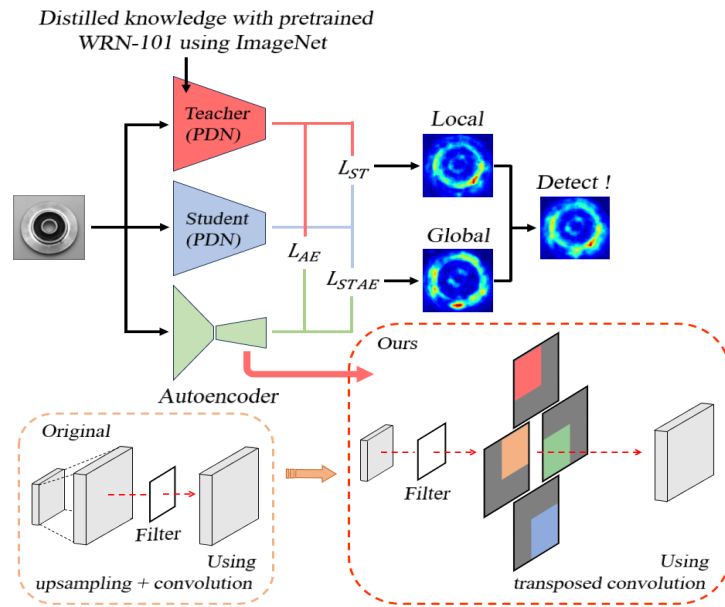 Distilled knowledge with pretrained
WRN-101 using ImageNet
Teacher
(PDN)
Local
L_ST
Detect !
Student
(PDN)
Global
L_AE
L_STAE
Autoencoder
Ours
Original
Filter
Filter
Using
upsampling + convolution
Using
transposed convolution